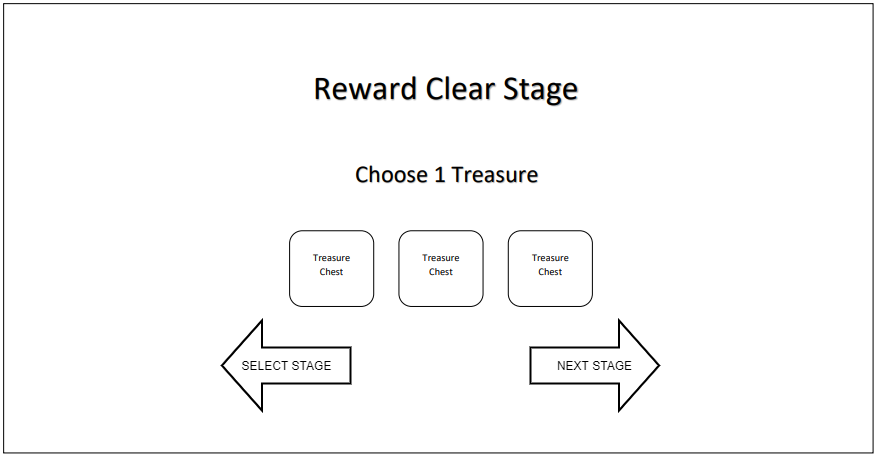 Reward Clear Stage
Choose 1 Treasure
Treasure
Chest
Treasure
Chest
Treasure
Chest
SELECT STAGE
NEXT STAGE